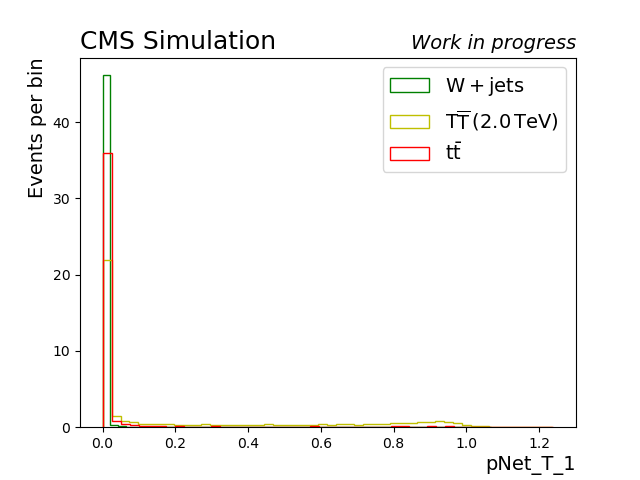 CMS Simulation Work in progress
Events per bin
W + jets
TT̅ (2.0 TeV)
tt̄
40
30
20
10
0
0.0 0.2 0.4 0.6 0.8 1.0 1.2
pNet_T_1